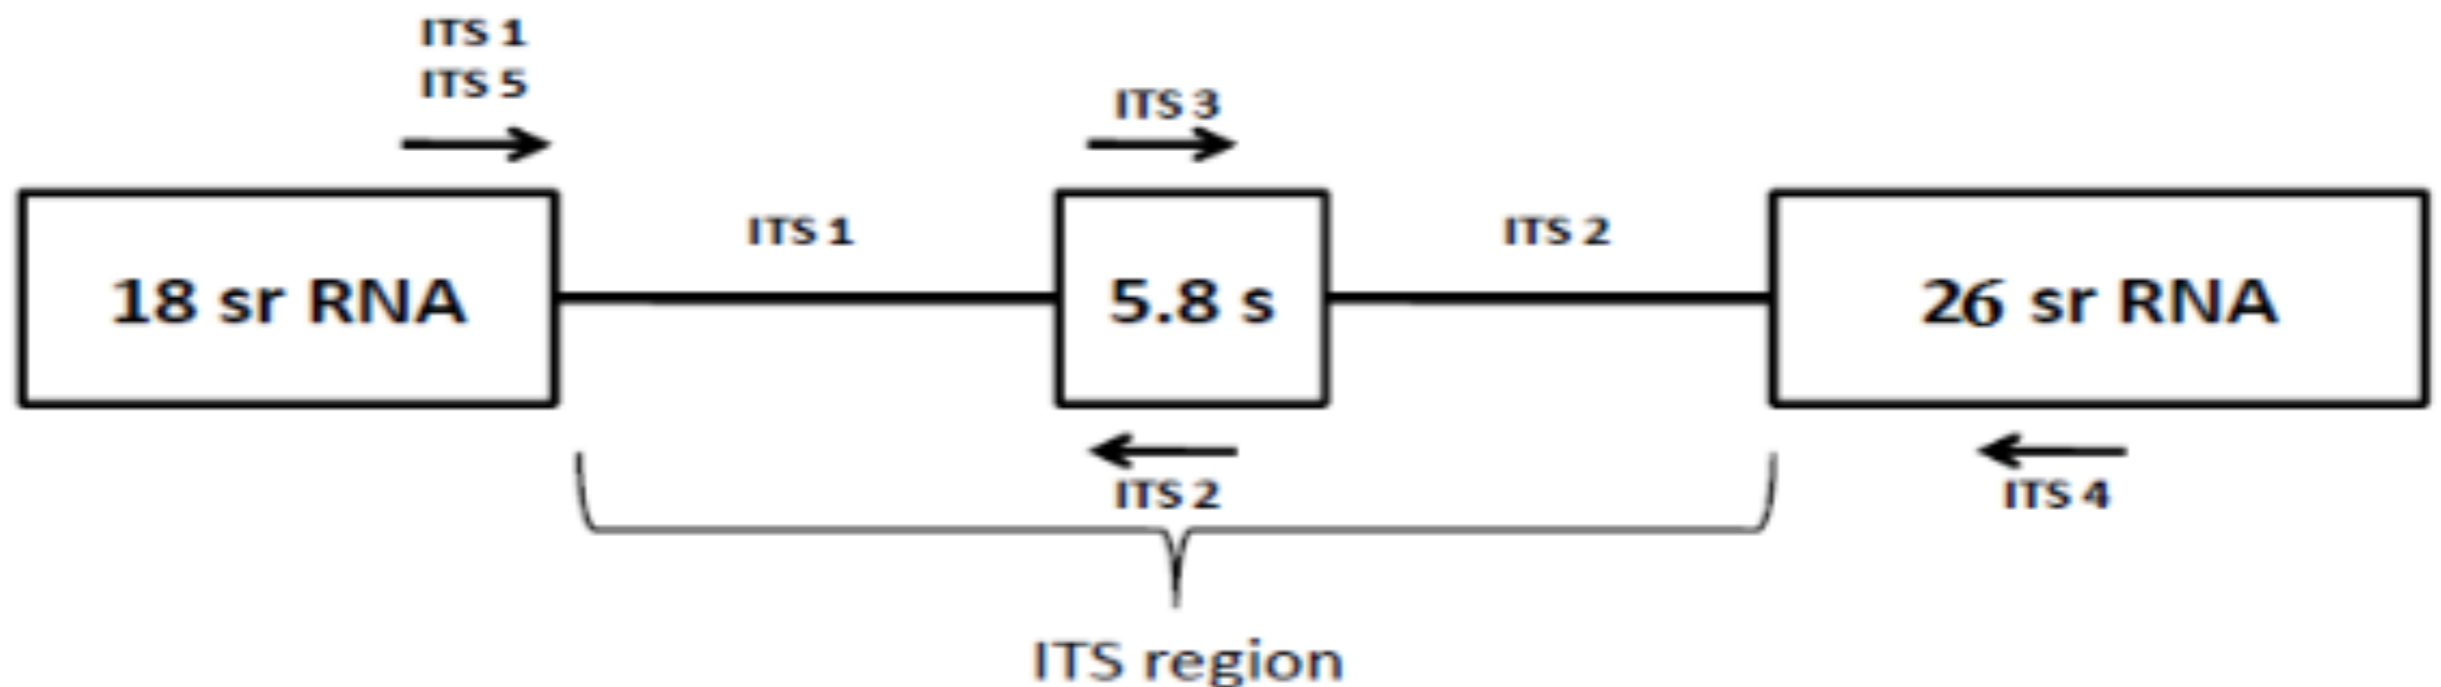 ITS 1
ITS 5
ITS 3
ITS 1
ITS 2
18 sr RNA
5.8 s
26 sr RNA
ITS 2
ITS 4
ITS region